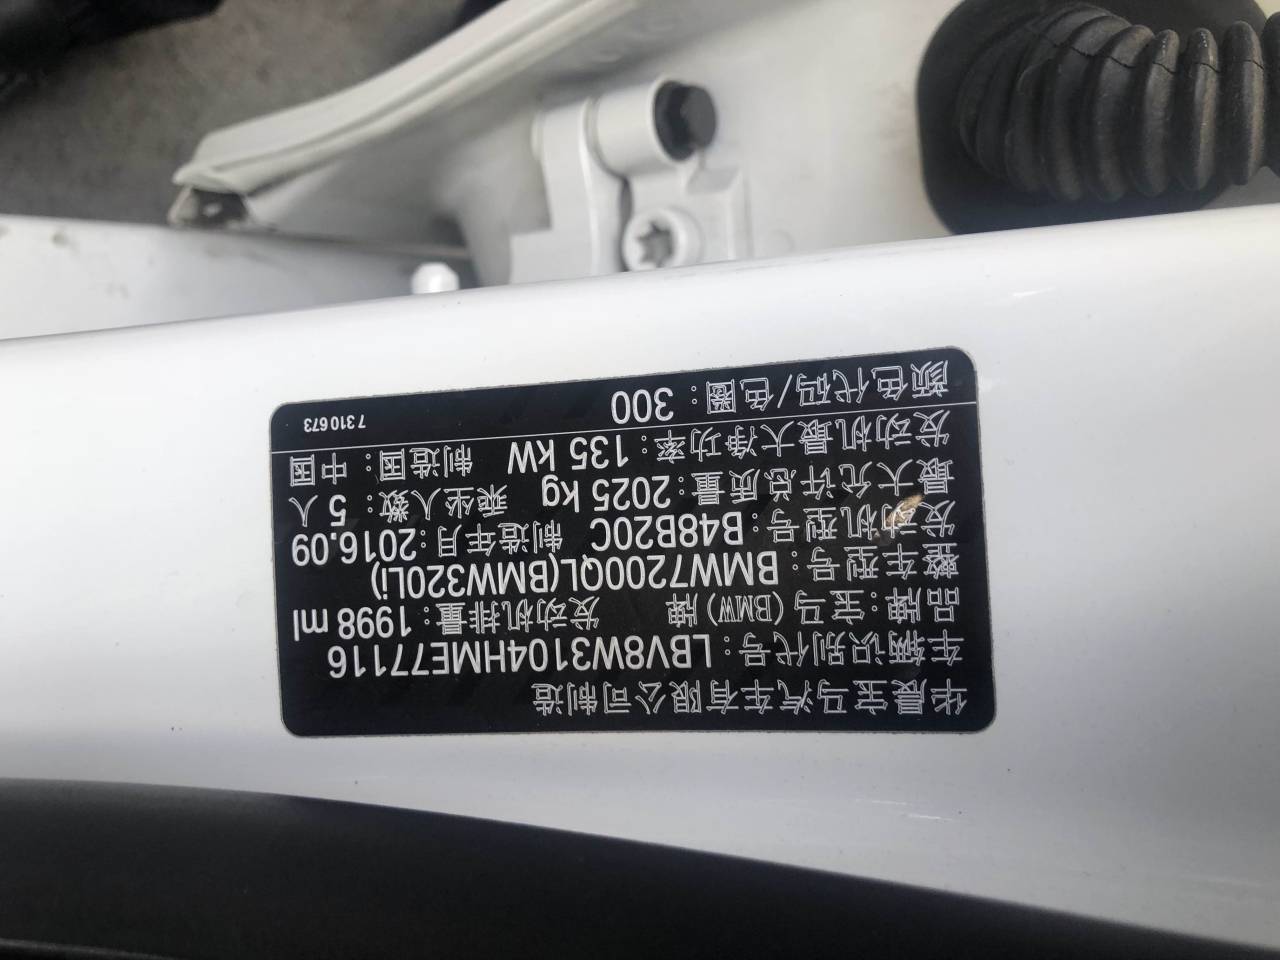 华晨宝马汽车有限公司制造
车辆识别代号：LBV8W3104HME77116
品牌：宝马(BMW)牌 发动机排量：1998 ml
整车型号：BMW7200QL(BMW320Li)
发动机型号：B48B20C 制造年月：2016.09
最大允许总质量：2025 kg 乘坐人数：5 人
发动机最大净功率：135 kW 制造国：中国
颜色代码/色圈：300 7310673